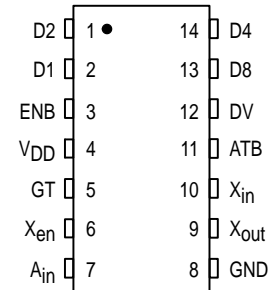 D2 1 14 D4
D1 2 13 D8
ENB 3 12 DV
VDD 4 11 ATB
GT 5 10 Xin
Xen 6 9 Xout
Ain 7 8 GND